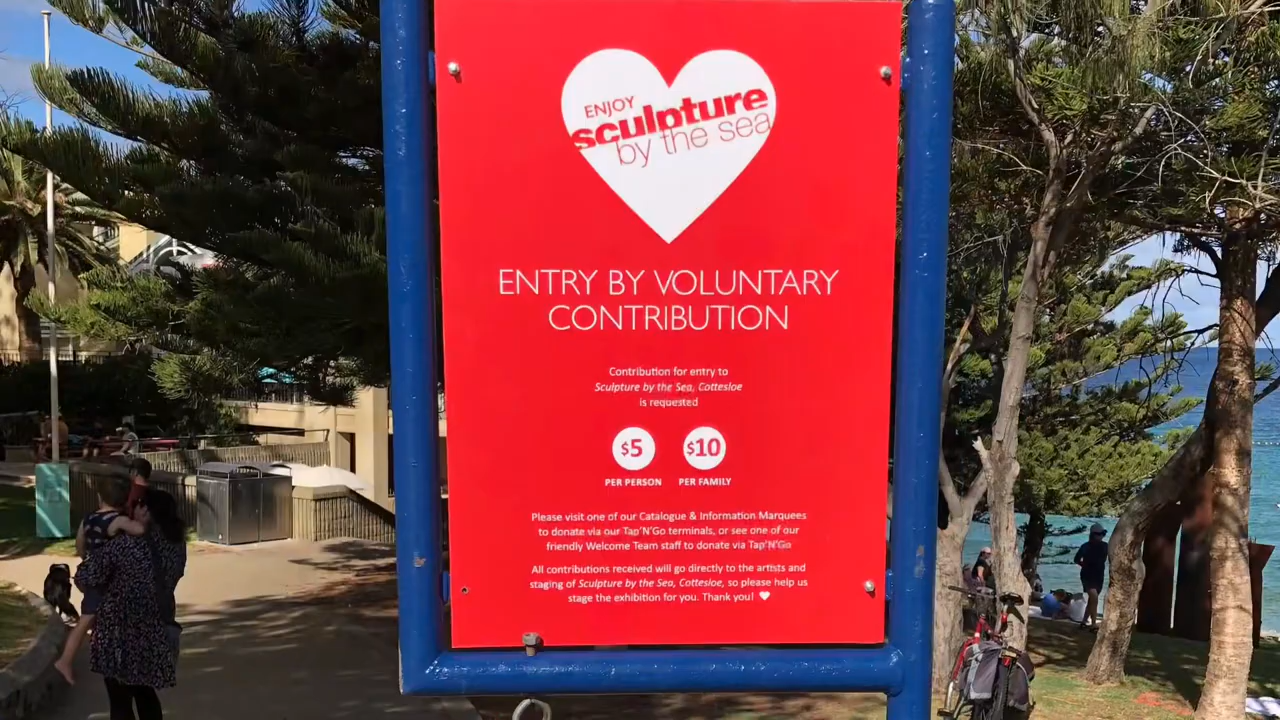 ENJOY
sculpture
by the sea
ENTRY BY VOLUNTARY
CONTRIBUTION
Contribution for entry to
Sculpture by the Sea, Cottesloe
is requested
$5 $10
PER PERSON PER FAMILY
Please visit one of our Catalogue & Information Marquees
to donate via our Tap'N'Go terminals, or see one of our
friendly Welcome Team staff to donate via Tap'N'Go
All contributions received will go directly to the artists and
staging of Sculpture by the Sea, Cottesloe, so please help us
stage the exhibition for you. Thank you!